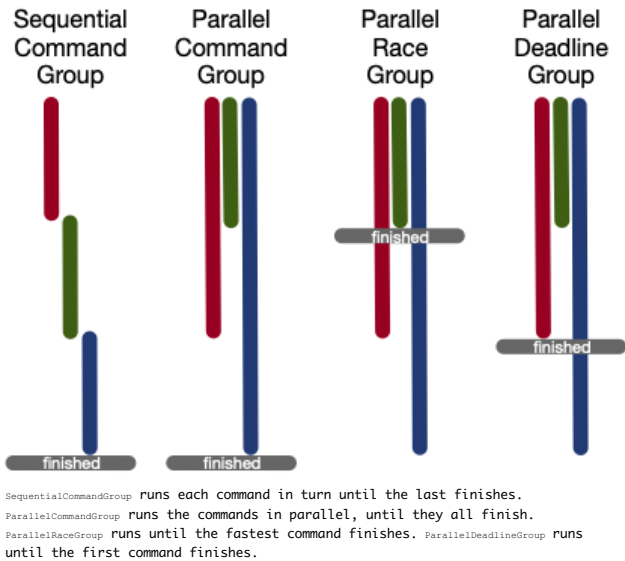 Sequential Command Group
Parallel Command Group
Parallel Race Group
Parallel Deadline Group
finished
finished
finished
finished
SequentialCommandGroup runs each command in turn until the last finishes.
ParallelCommandGroup runs the commands in parallel, until they all finish.
ParallelRaceGroup runs until the fastest command finishes. ParallelDeadlineGroup runs
until the first command finishes.